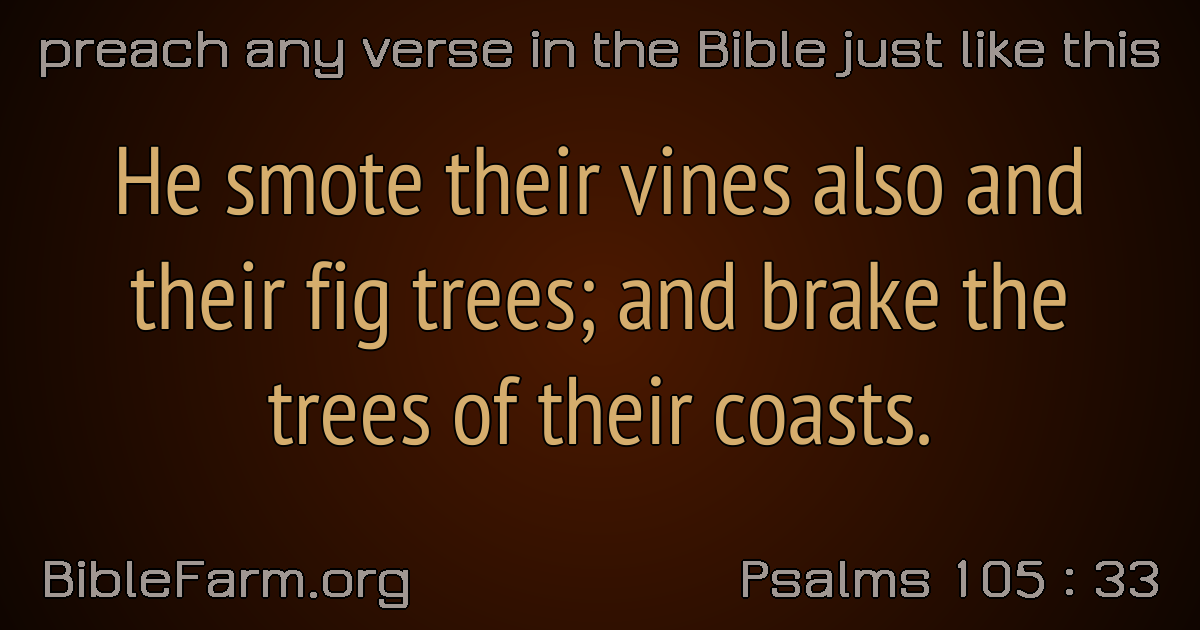 preach any verse in the Bible just like this
He smote their vines also and
their fig trees; and brake the
trees of their coasts.
BibleFarm.org
Psalms 105 : 33